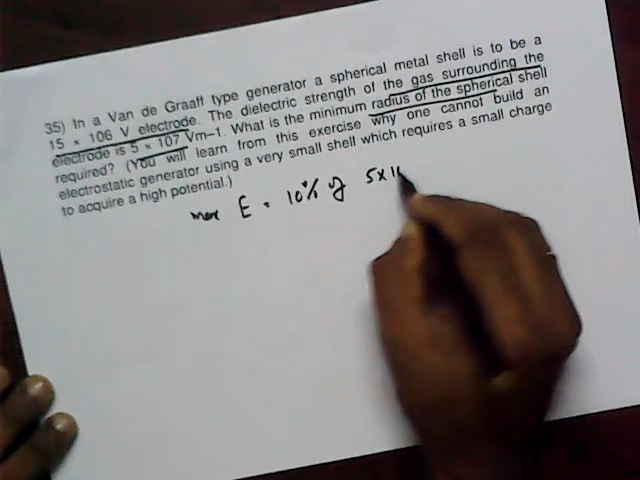 35) In a Van de Graaff type generator a spherical metal shell is to be a
15 × 106 V electrode. The dielectric strength of the gas surrounding the
electrode is 5 × 107 Vm–1. What is the minimum radius of the spherical shell
required? (You will learn from this exercise why one cannot build an
electrostatic generator using a very small shell which requires a small charge
to acquire a high potential.)
max E = 10% of 5×1